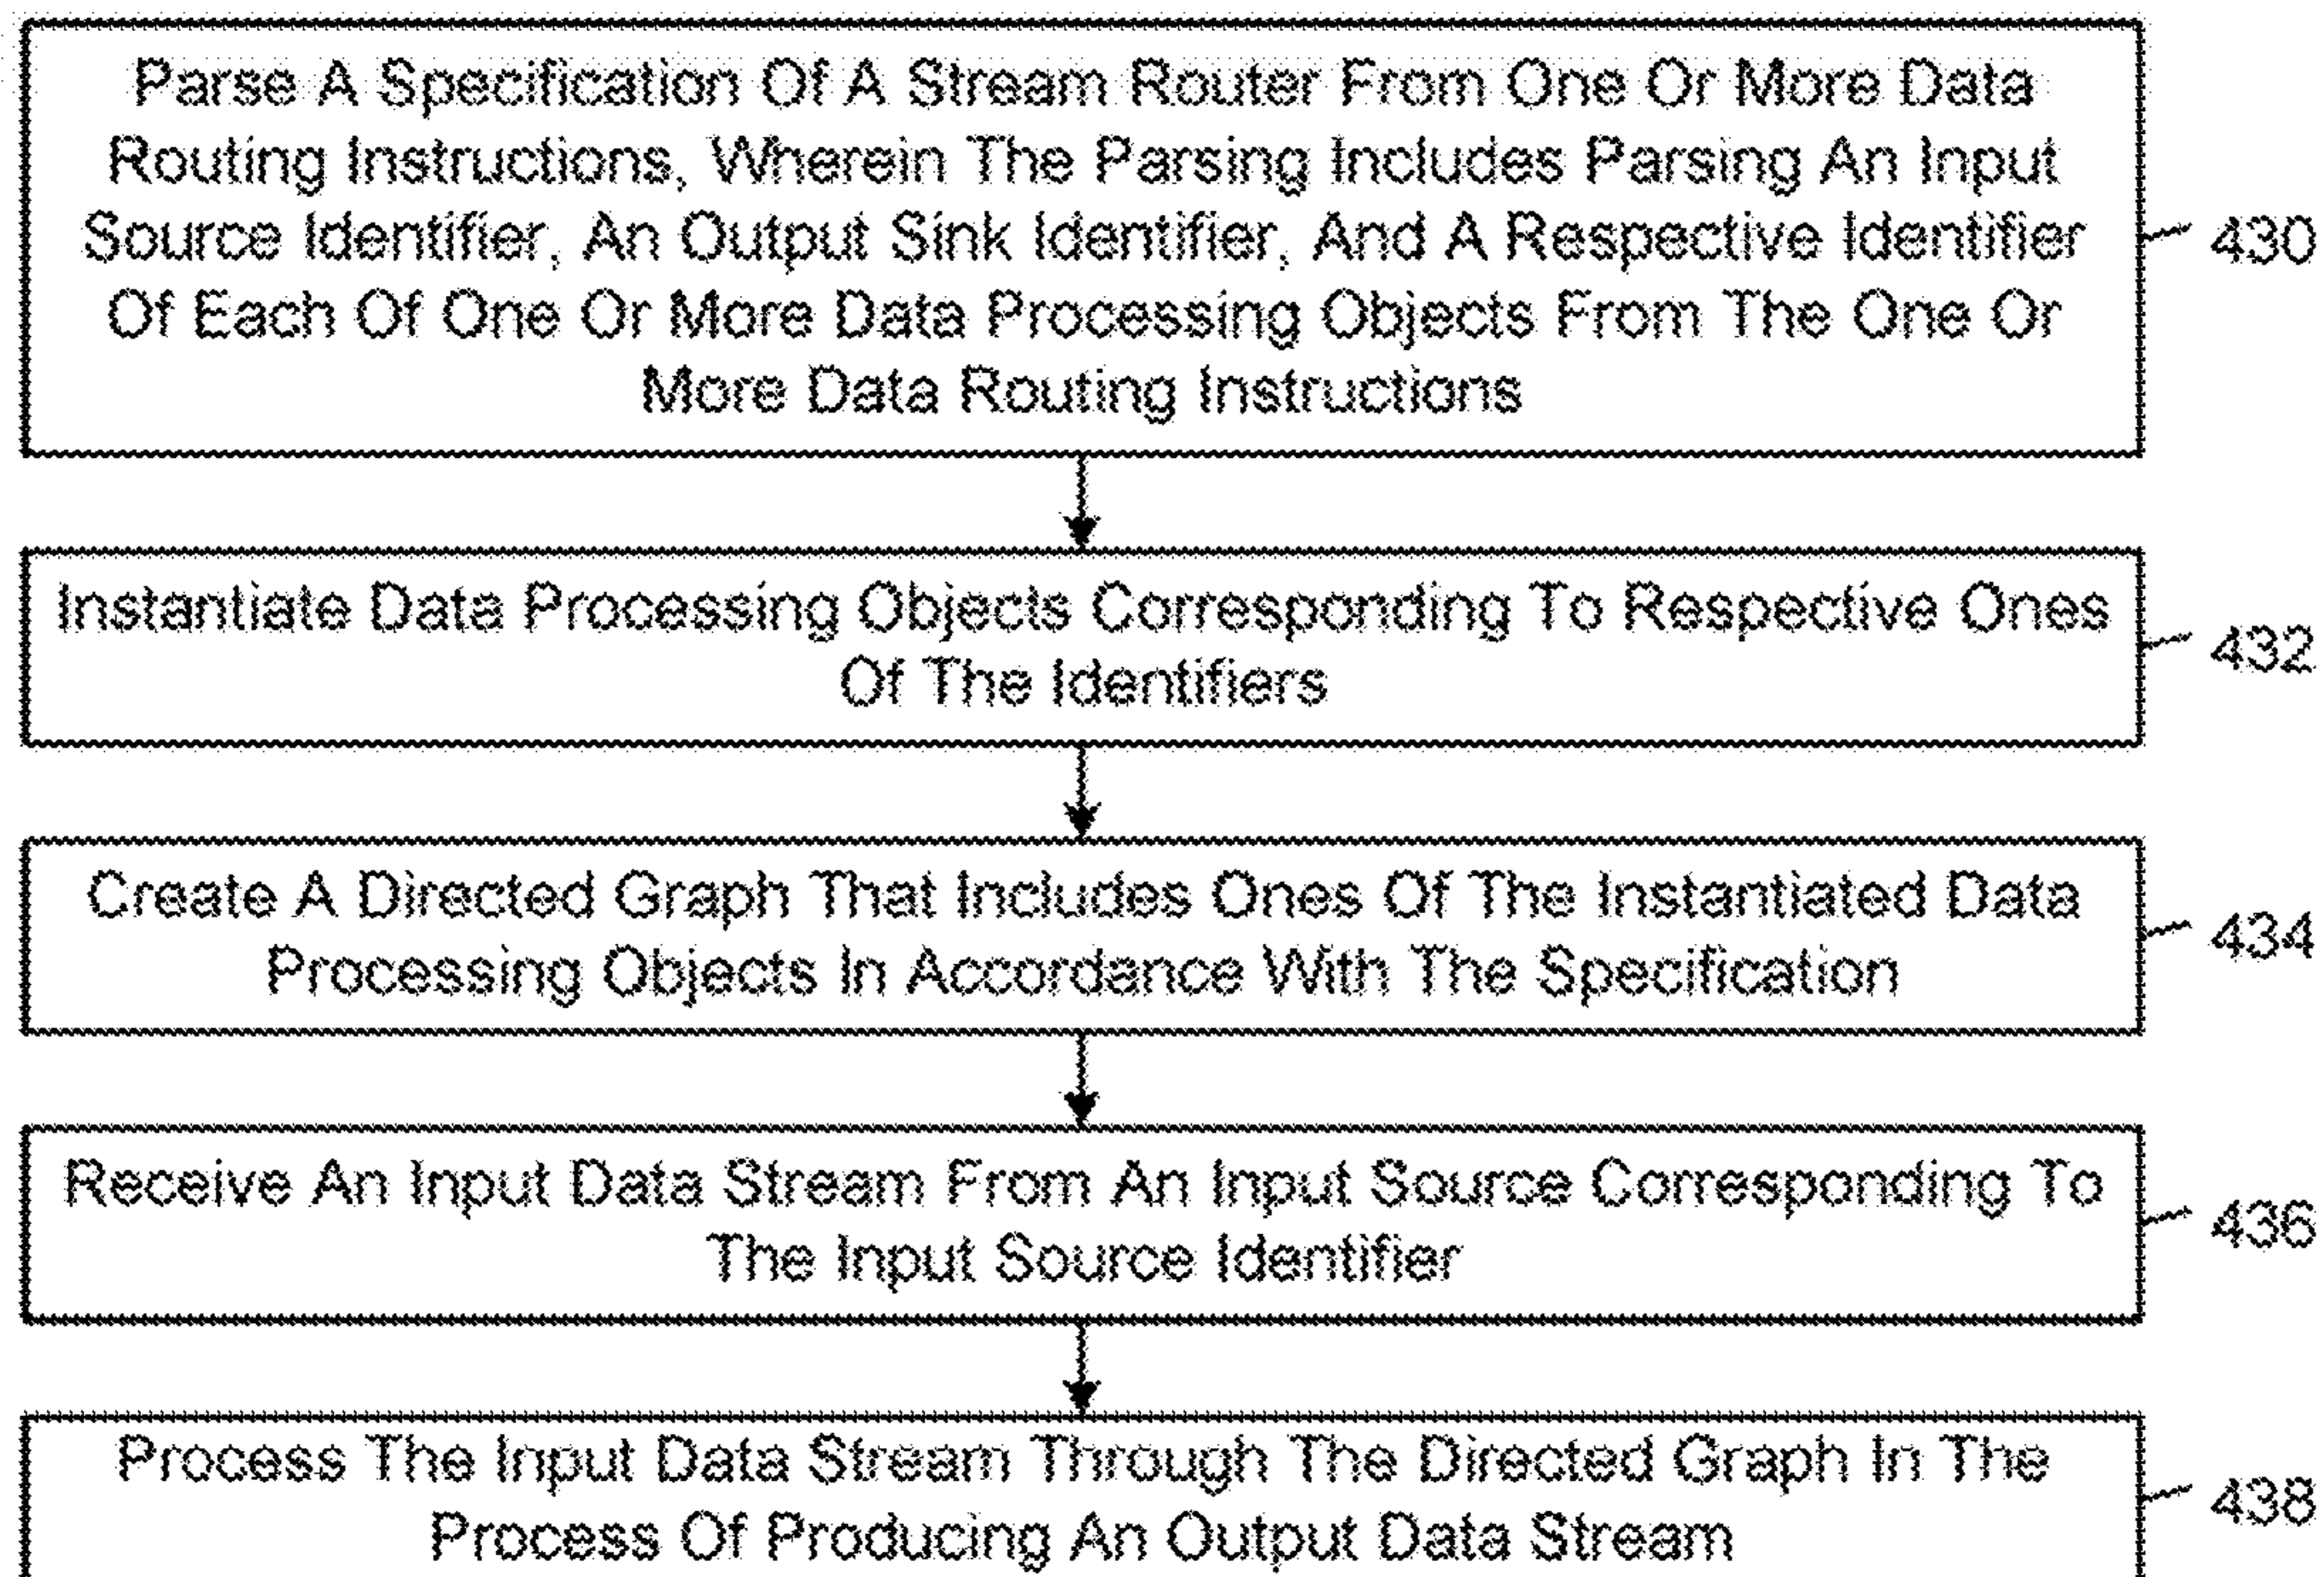 Parse A Specification Of A Stream Router From One Or More Data
Routing Instructions, Wherein The Parsing Includes Parsing An Input
Source Identifier, An Output Sink Identifier, And A Respective Identifier
Of Each Of One Or More Data Processing Objects From The One Or
More Data Routing Instructions
430
Instantiate Data Processing Objects Corresponding To Respective Ones
Of The Identifiers
432
Create A Directed Graph That Includes Ones Of The Instantiated Data
Processing Objects In Accordance With The Specification
434
Receive An Input Data Stream From An Input Source Corresponding To
The Input Source Identifier
436
Process The Input Data Stream Through The Directed Graph In The
Process Of Producing An Output Data Stream
438